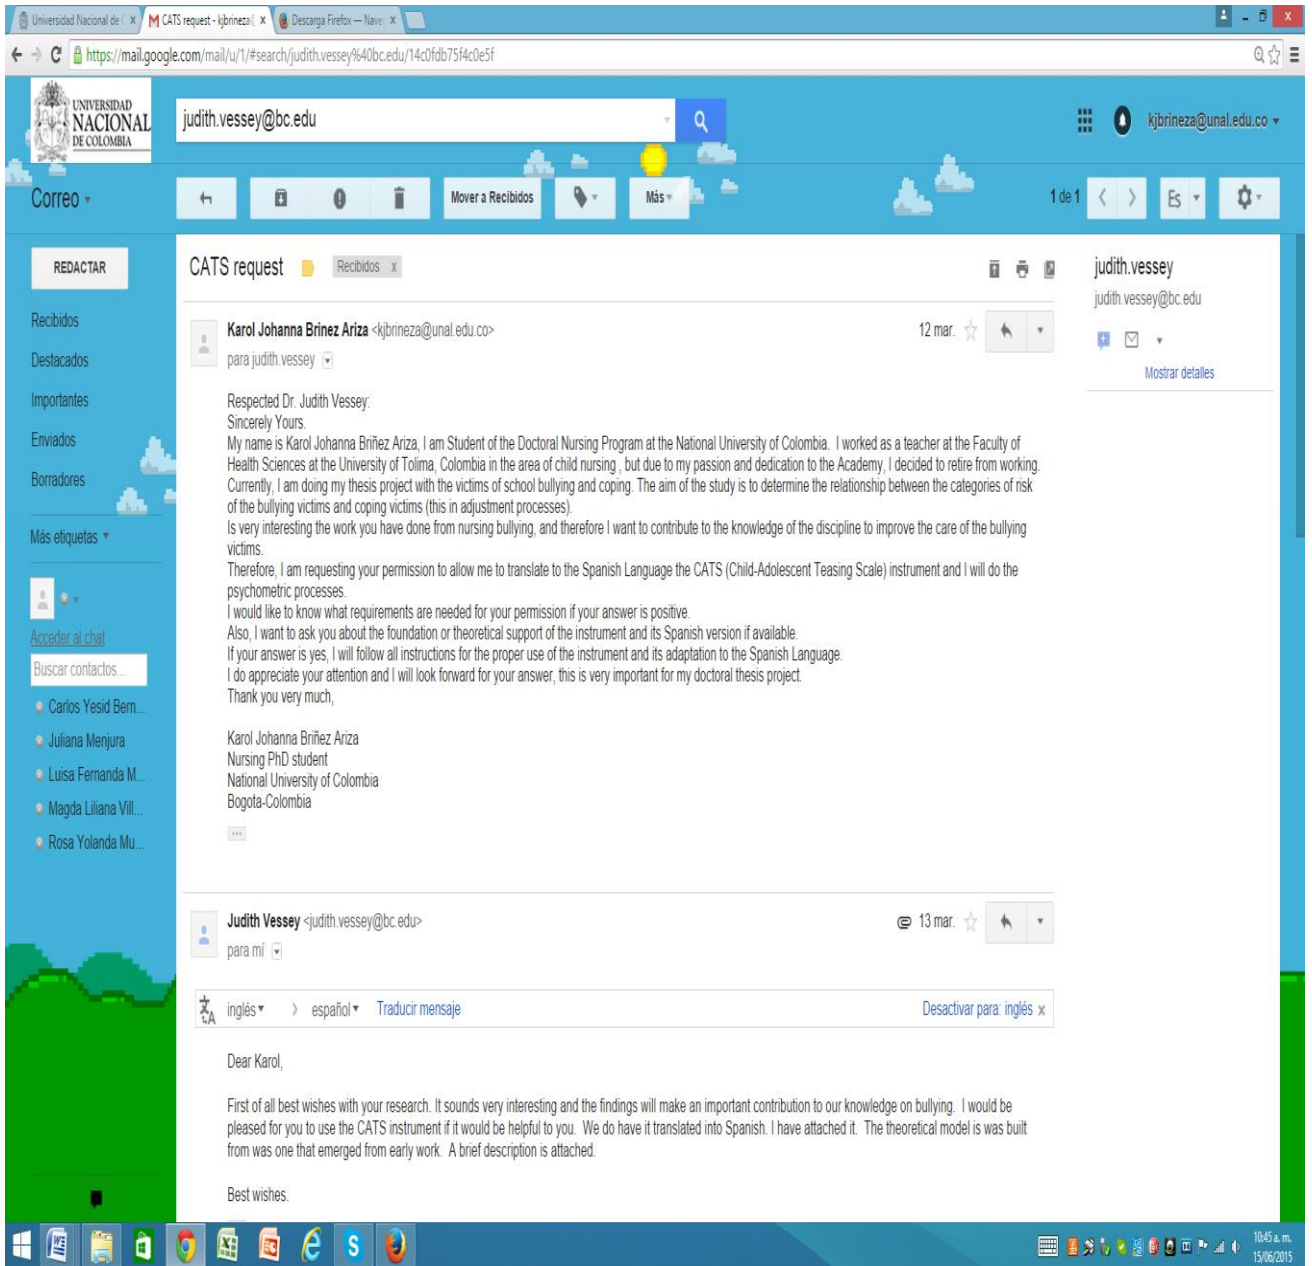 Universidad Nacional de C x
CATS request - kjbrineza@ x
Descarga Firefox — Nave x
https://mail.google.com/mail/u/1/#search/judith.vessey%40bc.edu/14c0fdb75f4c0e5f
UNIVERSIDAD
NACIONAL
DE COLOMBIA
judith.vessey@bc.edu
kjbrineza@unal.edu.co
Correo
Mover a Recibidos
Más
1 de 1
Es
REDACTAR
Recibidos
Destacados
Importantes
Enviados
Borradores
Más etiquetas
Acceder al chat
Buscar contactos...
Carlos Yesid Bern...
Juliana Menjura
Luisa Fernanda M...
Magda Liliana Vill...
Rosa Yolanda Mu...
CATS request Recibidos x
Karol Johanna Brinez Ariza <kjbrineza@unal.edu.co> 12 mar.
para judith.vessey
Respected Dr. Judith Vessey:
Sincerely Yours.
My name is Karol Johanna Briñez Ariza, I am Student of the Doctoral Nursing Program at the National University of Colombia. I worked as a teacher at the Faculty of
Health Sciences at the University of Tolima, Colombia in the area of child nursing , but due to my passion and dedication to the Academy, I decided to retire from working.
Currently, I am doing my thesis project with the victims of school bullying and coping. The aim of the study is to determine the relationship between the categories of risk
of the bullying victims and coping victims (this in adjustment processes).
Is very interesting the work you have done from nursing bullying, and therefore I want to contribute to the knowledge of the discipline to improve the care of the bullying
victims.
Therefore, I am requesting your permission to allow me to translate to the Spanish Language the CATS (Child-Adolescent Teasing Scale) instrument and I will do the
psychometric processes.
I would like to know what requirements are needed for your permission if your answer is positive.
Also, I want to ask you about the foundation or theoretical support of the instrument and its Spanish version if available.
If your answer is yes, I will follow all instructions for the proper use of the instrument and its adaptation to the Spanish Language.
I do appreciate your attention and I will look forward for your answer, this is very important for my doctoral thesis project.
Thank you very much,
Karol Johanna Briñez Ariza
Nursing PhD student
National University of Colombia
Bogota-Colombia
Judith Vessey <judith.vessey@bc.edu> 13 mar.
para mí
inglés > español Traducir mensaje Desactivar para: inglés x
Dear Karol,
First of all best wishes with your research. It sounds very interesting and the findings will make an important contribution to our knowledge on bullying. I would be
pleased for you to use the CATS instrument if it would be helpful to you. We do have it translated into Spanish. I have attached it. The theoretical model is was built
from was one that emerged from early work. A brief description is attached.
Best wishes.
judith.vessey
judith.vessey@bc.edu
Mostrar detalles
10:45 a. m.
15/06/2015